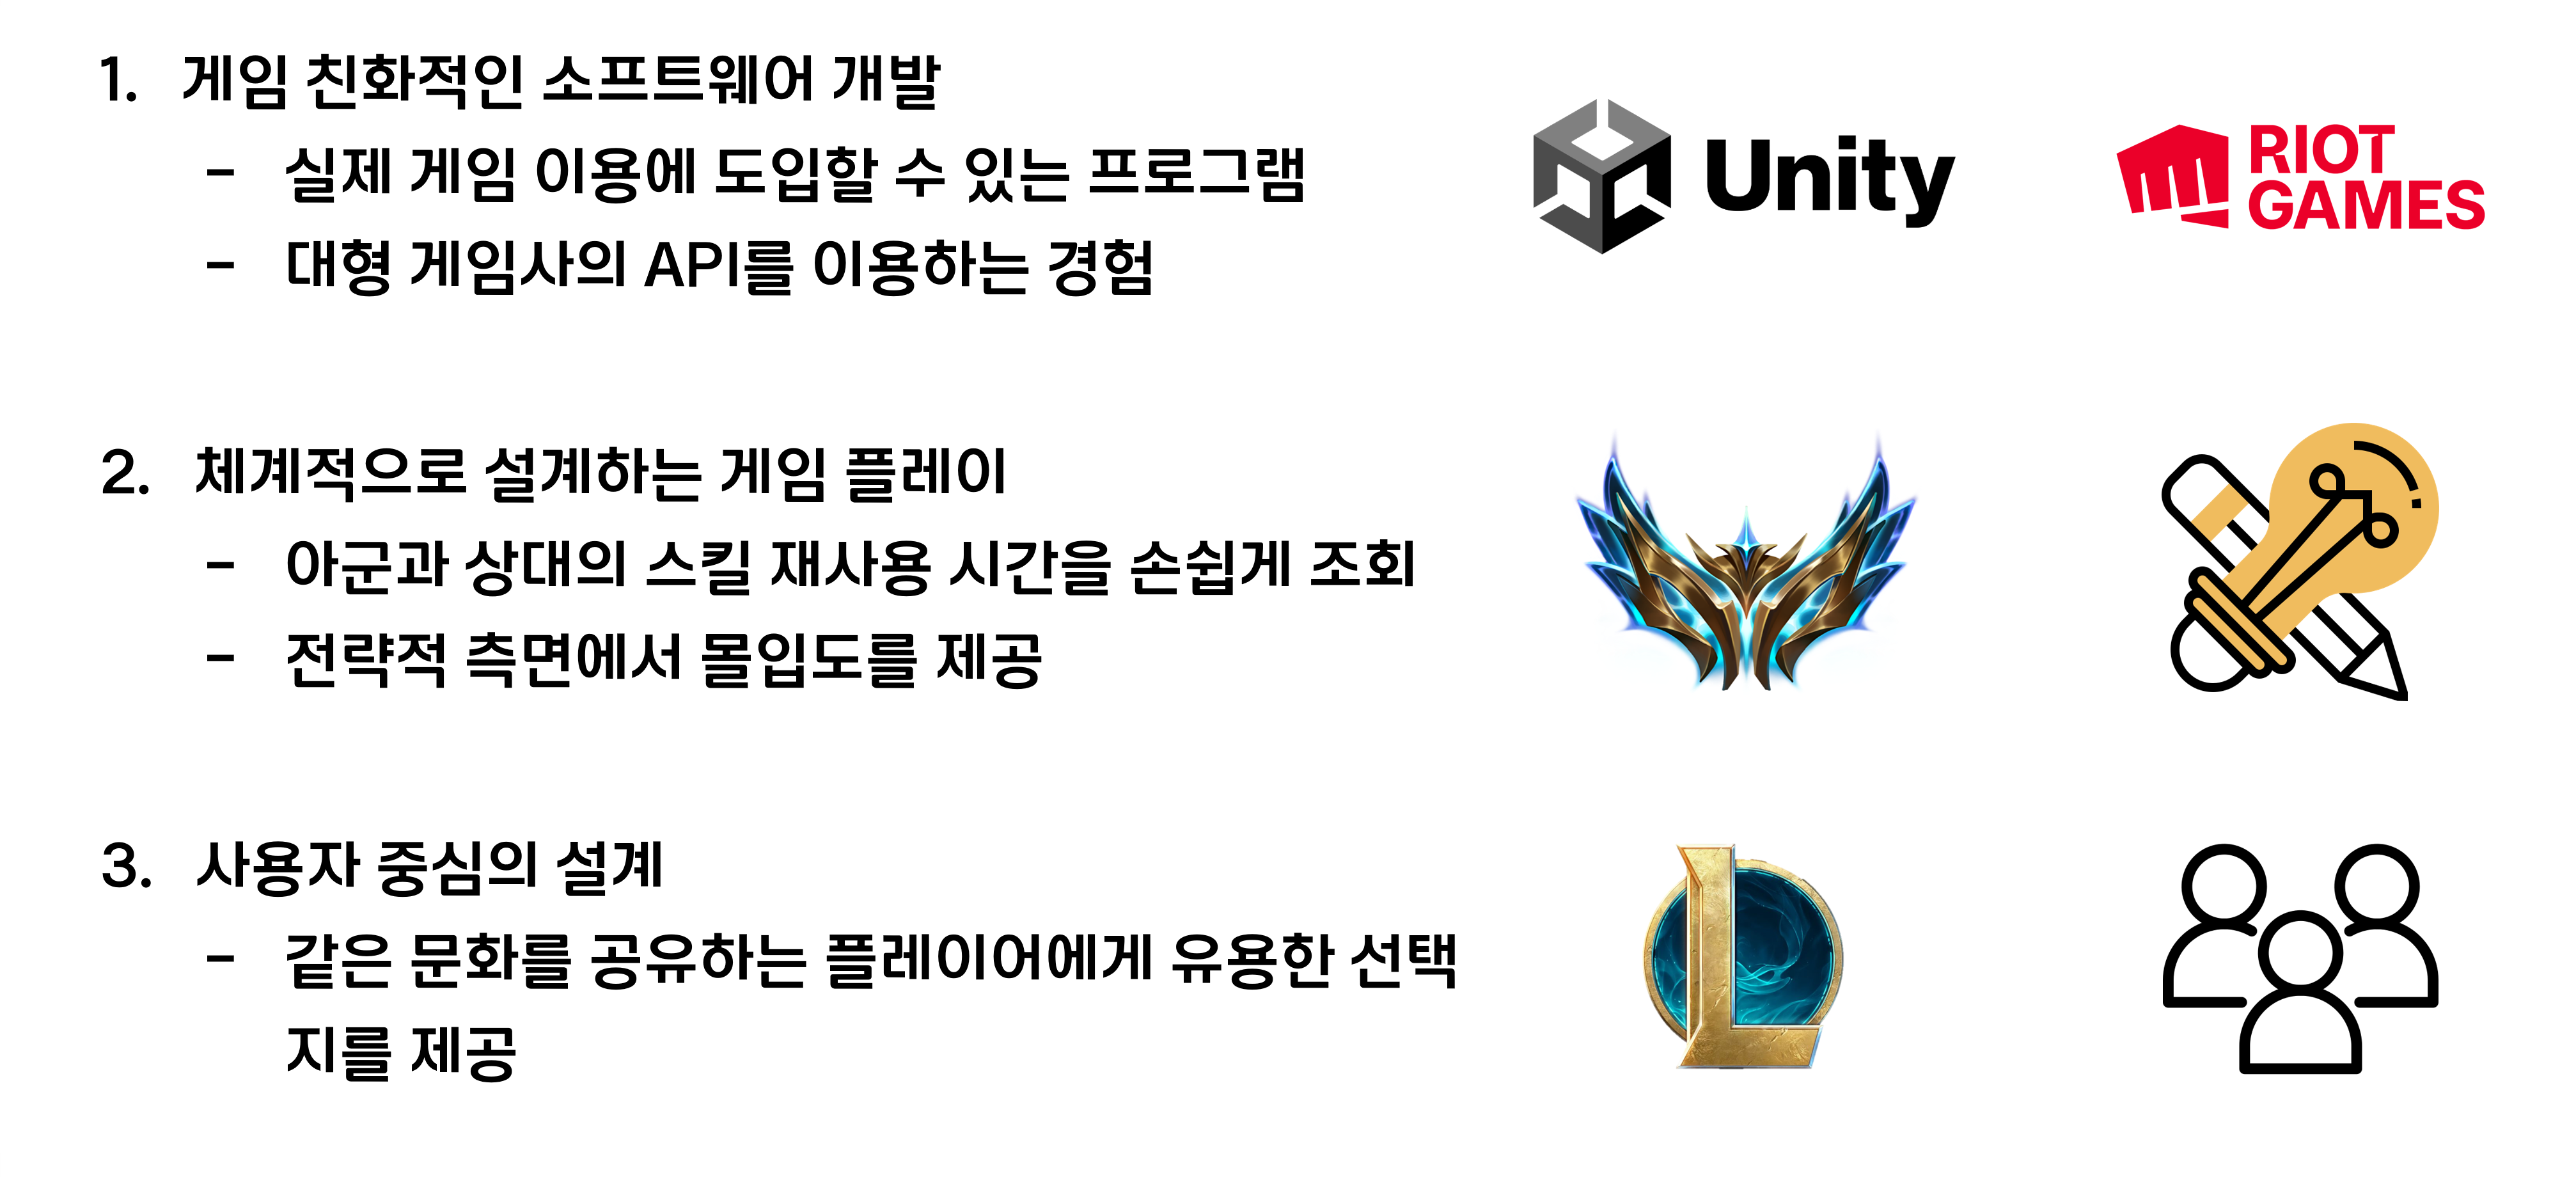 1. 게임 친화적인 소프트웨어 개발
- 실제 게임 이용에 도입할 수 있는 프로그램
- 대형 게임사의 API를 이용하는 경험
Unity
RIOT
GAMES
2. 체계적으로 설계하는 게임 플레이
- 아군과 상대의 스킬 재사용 시간을 손쉽게 조회
- 전략적 측면에서 몰입도를 제공
3. 사용자 중심의 설계
- 같은 문화를 공유하는 플레이어에게 유용한 선택
지를 제공
L